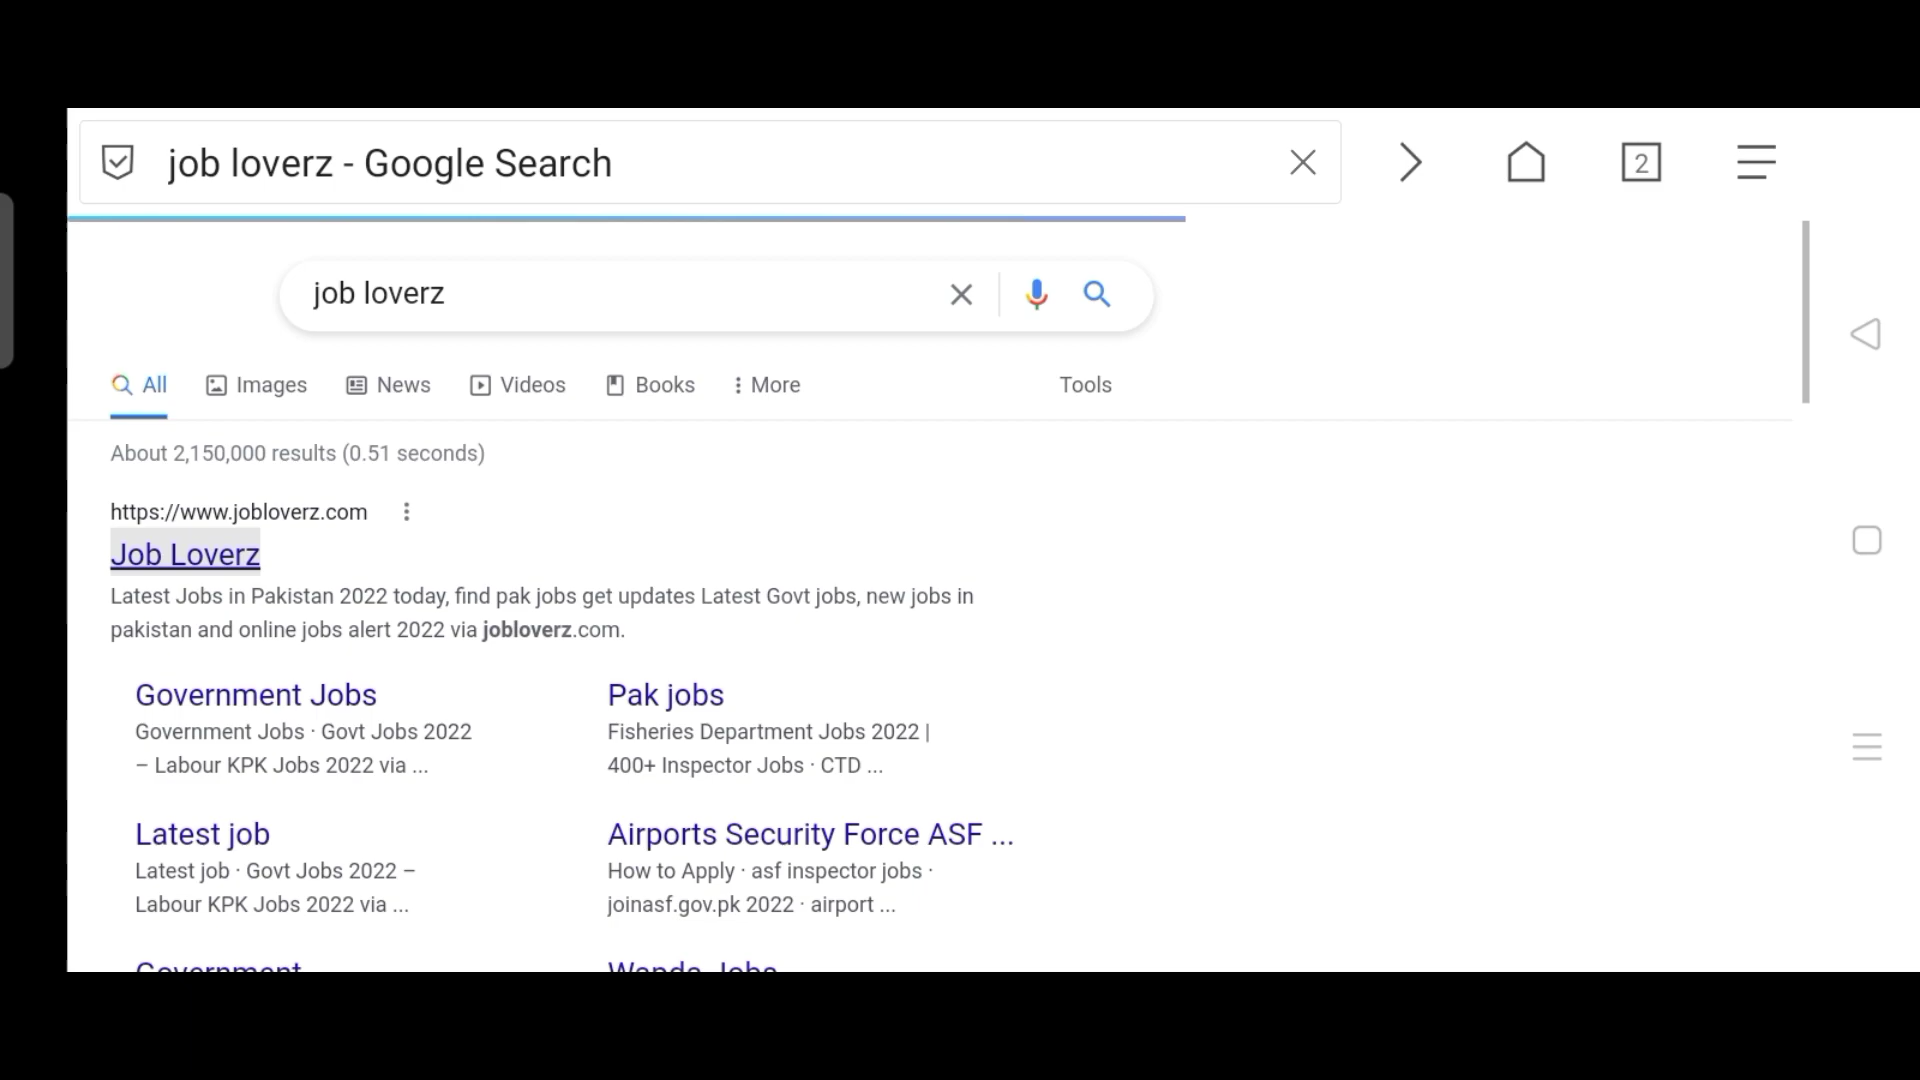 job loverz - Google Search
2
job loverz
All
Images
News
Videos
Books
More
Tools
About 2,150,000 results (0.51 seconds)
https://www.jobloverz.com
Job Loverz
Latest Jobs in Pakistan 2022 today, find pak jobs get updates Latest Govt jobs, new jobs in
pakistan and online jobs alert 2022 via jobloverz.com.
Government Jobs
Government Jobs · Govt Jobs 2022
– Labour KPK Jobs 2022 via ...
Pak jobs
Fisheries Department Jobs 2022 |
400+ Inspector Jobs · CTD ...
Latest job
Latest job · Govt Jobs 2022 –
Labour KPK Jobs 2022 via ...
Airports Security Force ASF ...
How to Apply · asf inspector jobs ·
joinasf.gov.pk 2022 · airport ...
Government
Wapda Jobs